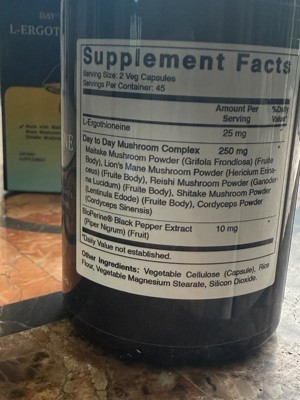 DAY
L-ERGOT
Supplement Facts
Serving Size: 2 Veg Capsules
Servings Per Container: 45
Amount Per Serving
%Daily Value*
L-Ergothioneine 25 mg *
Day to Day Mushroom Complex 250 mg *
Maitake Mushroom Powder (Grifola Frondosa) (Fruite
Body), Lion's Mane Mushroom (Hericium Erina-
ceus) (Fruite Body), Reishi Mushroom Powder (Ganoder-
ma Lucidum) (Fruite Body), Shitake Mushroom Powder
(Lentinula Edode) (Fruite Body), Cordyceps Powder
(Cordyceps Sinensis)
BioPerine® Black Pepper Extract 10 mg *
(Piper Nigrum) (Fruit)
*Daily Value not established.
Other Ingredients: Vegetable Cellulose (Capsule), Rice
Flour, Vegetable Magnesium Stearate, Silicon Dioxide.